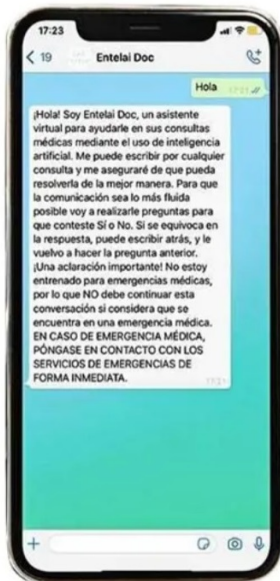 17:23
19 Entelai Doc
Hola
¡Hola! Soy Entelai Doc, un asistente
virtual para ayudarle en sus consultas
médicas mediante el uso de inteligencia
artificial. Me puede escribir por cualquier
consulta y me aseguraré de que pueda
resolverla de la mejor manera. Para que
la comunicación sea lo más fluida
posible voy a realizarle preguntas para
que conteste Sí o No. Si se equivoca en
la respuesta, puede escribir atrás, y le
vuelvo a hacer la pregunta anterior.
¡Una aclaración importante! No estoy
entrenado para emergencias médicas,
por lo que NO debe continuar esta
conversación si considera que se
encuentra en una emergencia médica.
EN CASO DE EMERGENCIA MÉDICA,
PÓNGASE EN CONTACTO CON LOS
SERVICIOS DE EMERGENCIAS DE
FORMA INMEDIATA.